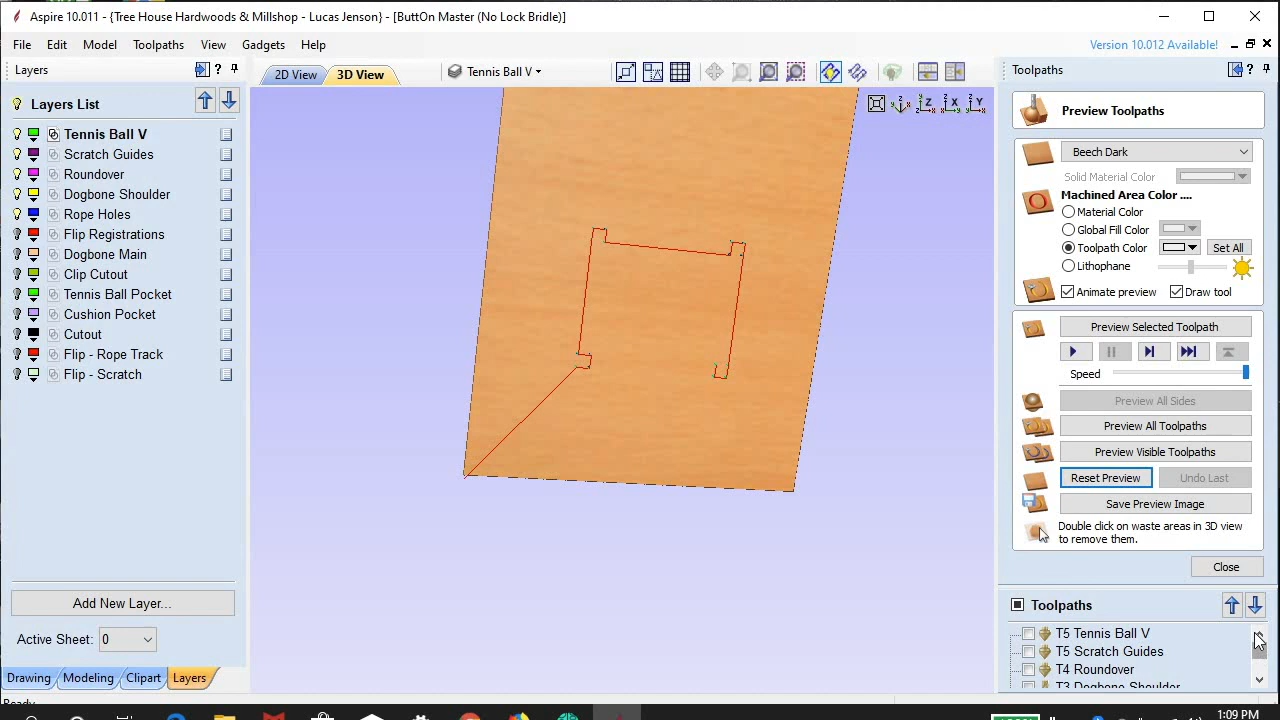 Aspire 10.011 - {Tree House Hardwoods & Millshop - Lucas Jenson} - [ButtOn Master (No Lock Bridle)]
File Edit Model Toolpaths View Gadgets Help
Version 10.012 Available!
Layers
Layers List
Tennis Ball V
Scratch Guides
Roundover
Dogbone Shoulder
Rope Holes
Flip Registrations
Dogbone Main
Clip Cutout
Tennis Ball Pocket
Cushion Pocket
Cutout
Flip - Rope Track
Flip - Scratch
Add New Layer...
Active Sheet: 0
Drawing Modeling Clipart Layers
Ready
2D View 3D View Tennis Ball V
Z X Y
Toolpaths
Preview Toolpaths
Beech Dark
Solid Material Color
Machined Area Color ....
Material Color
Global Fill Color
Toolpath Color Set All
Lithophane
Animate preview Draw tool
Preview Selected Toolpath
Speed
Preview All Sides
Preview All Toolpaths
Preview Visible Toolpaths
Reset Preview Undo Last
Save Preview Image
Double click on waste areas in 3D view
to remove them.
Close
Toolpaths
T5 Tennis Ball V
T5 Scratch Guides
T4 Roundover
T3 Dogbone Shoulder
1:09 PM